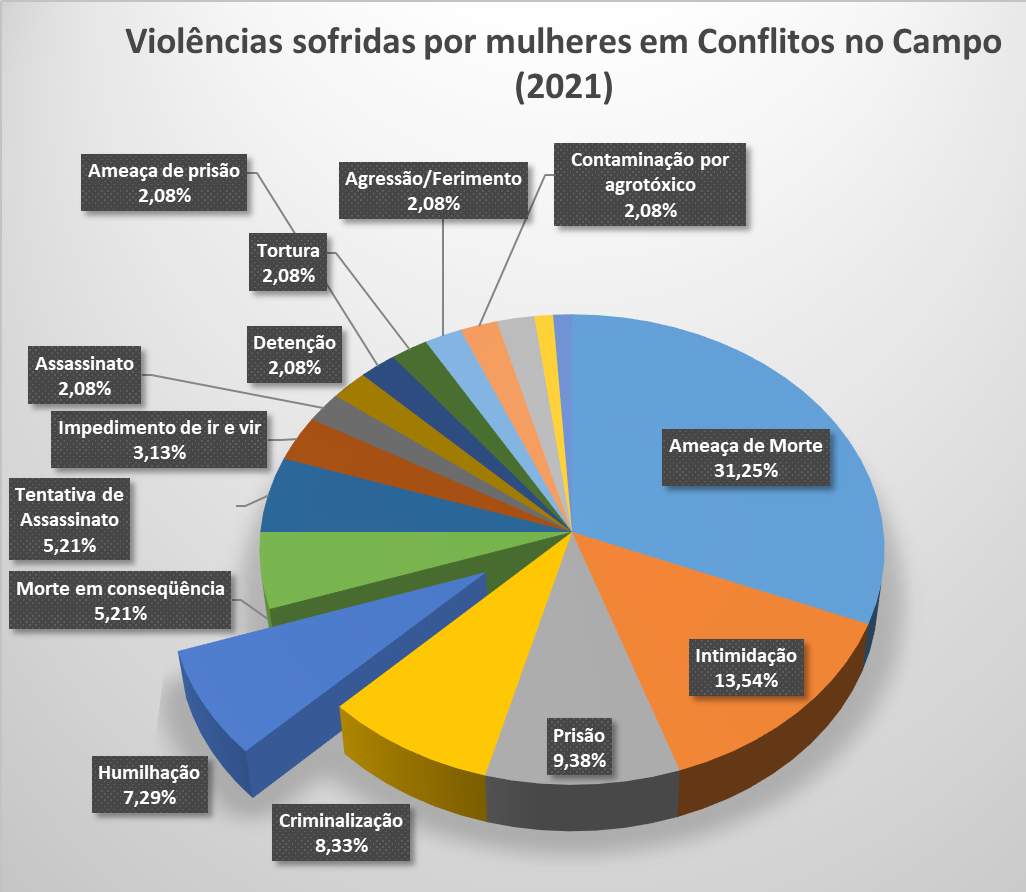 Violências sofridas por mulheres em Conflitos no Campo
(2021)
Ameaça de prisão
2,08%
Agressão/Ferimento
2,08%
Contaminação por
agrotóxico
2,08%
Tortura
2,08%
Detenção
2,08%
Assassinato
2,08%
Impedimento de ir e vir
3,13%
Tentativa de
Assassinato
5,21%
Morte em conseqüência
5,21%
Humilhação
7,29%
Criminalização
8,33%
Prisão
9,38%
Intimidação
13,54%
Ameaça de Morte
31,25%